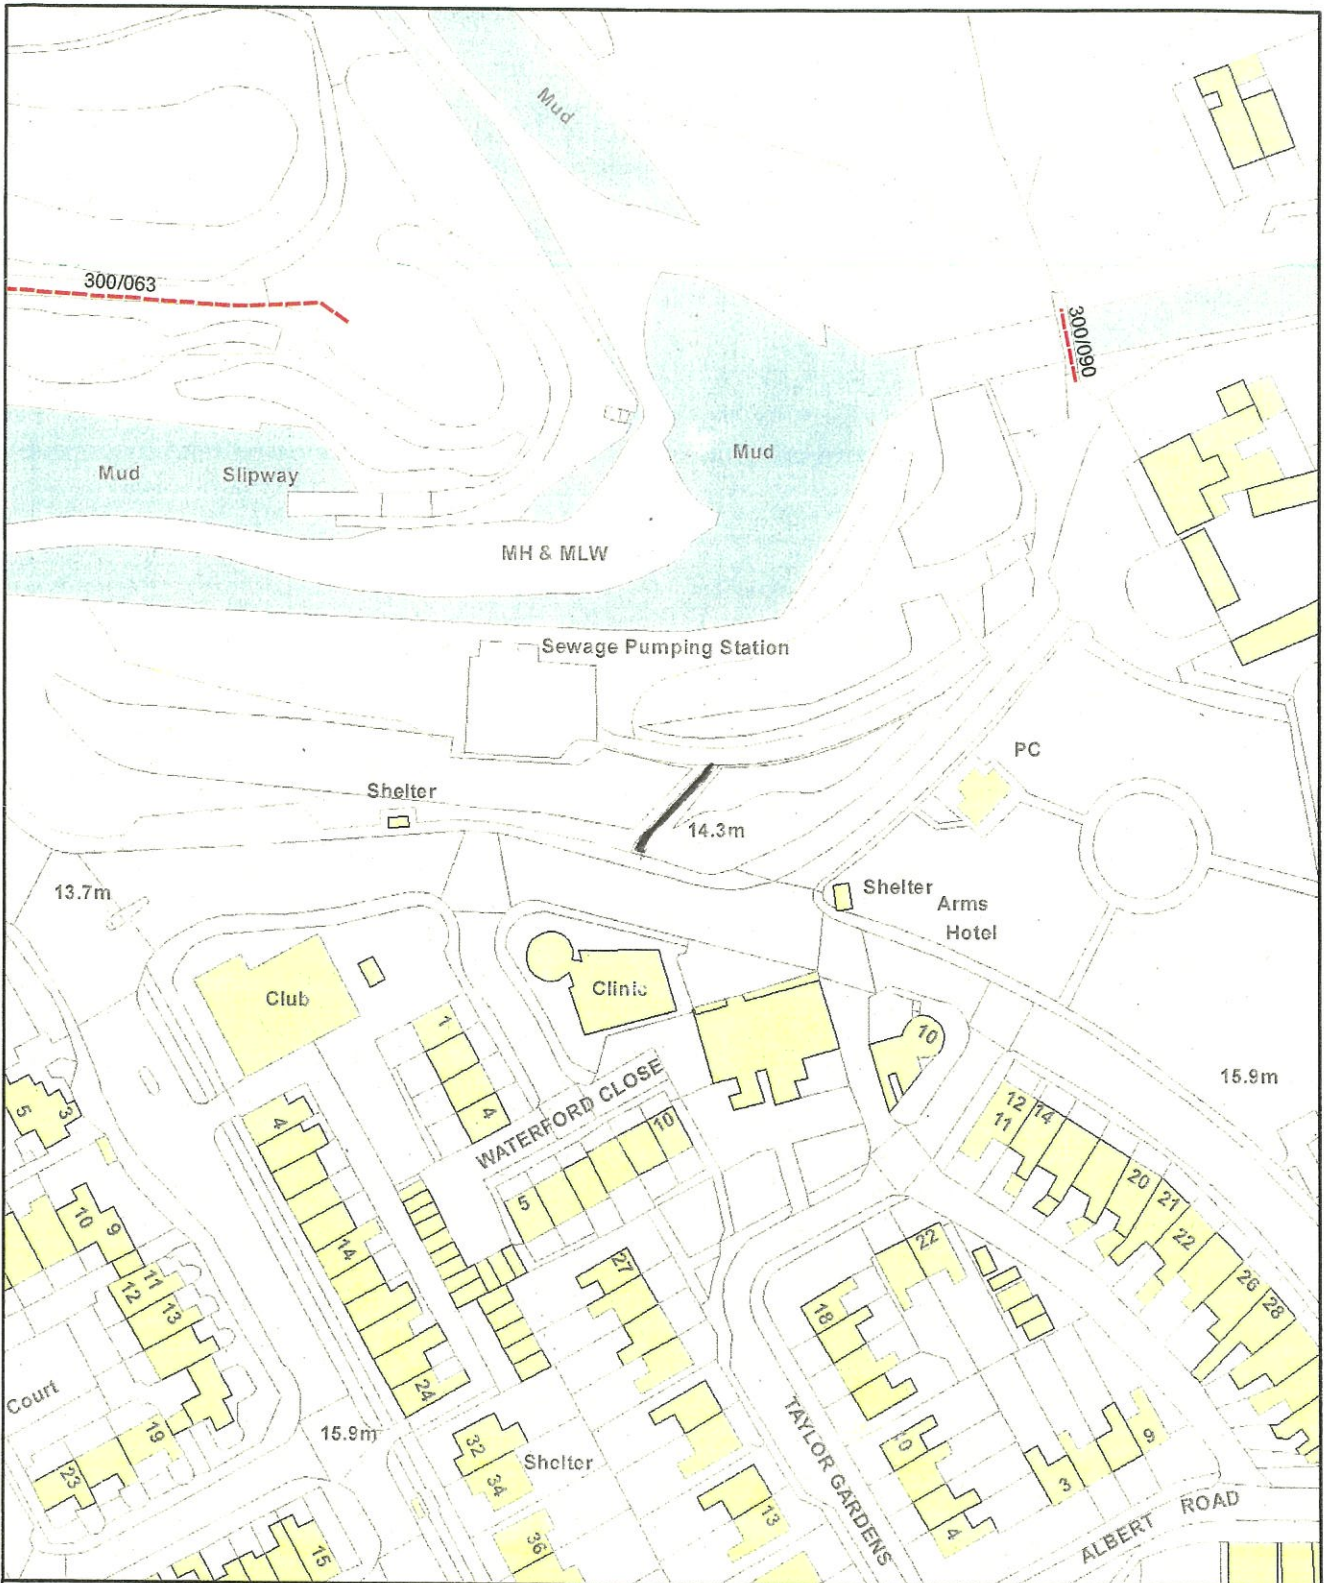 Mud
300/063
300/090
Mud
Slipway
Mud
MH & MLW
Sewage Pumping Station
PC
Shelter
14.3m
13.7m
Shelter
Arms
Hotel
Club
Clinic
1
4
10
15.9m
WATERFORD CLOSE
5
3
4
10
12
14
11
5
20
21
22
26
28
10
9
14
11
12
13
27
22
18
Court
24
15.9m
19
23
32
34
Shelter
TAYLOR GARDENS
10
4
3
9
13
36
15
ALBERT ROAD